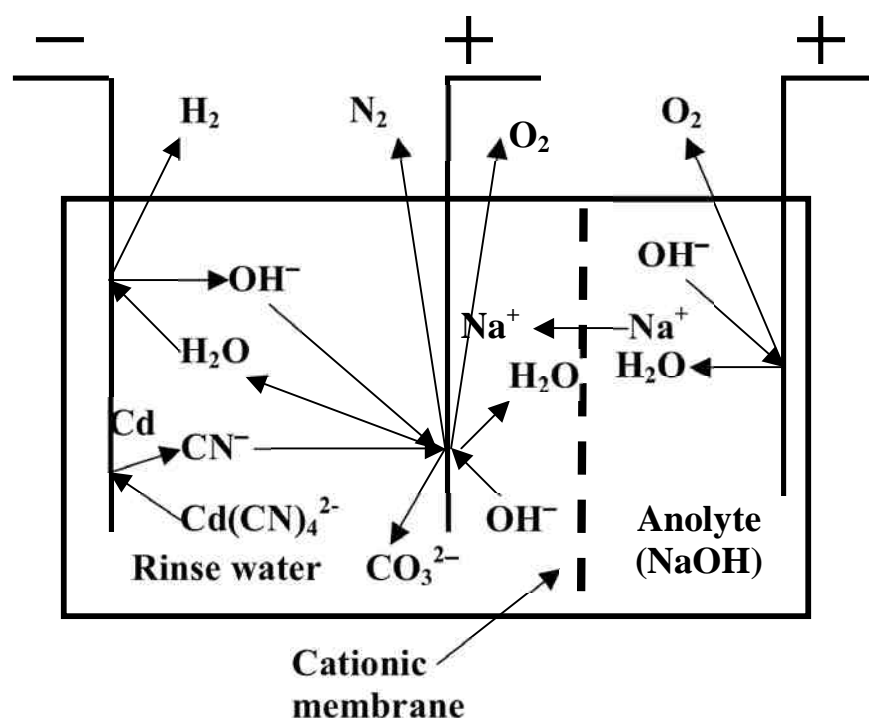 − + +
H₂ N₂ O₂ O₂
OH⁻ OH⁻
Na⁺ Na⁺
H₂O H₂O H₂O
Cd CN⁻
Cd(CN)₄²⁻ OH⁻ Anolyte
Rinse water CO₃²⁻ (NaOH)
Cationic
membrane